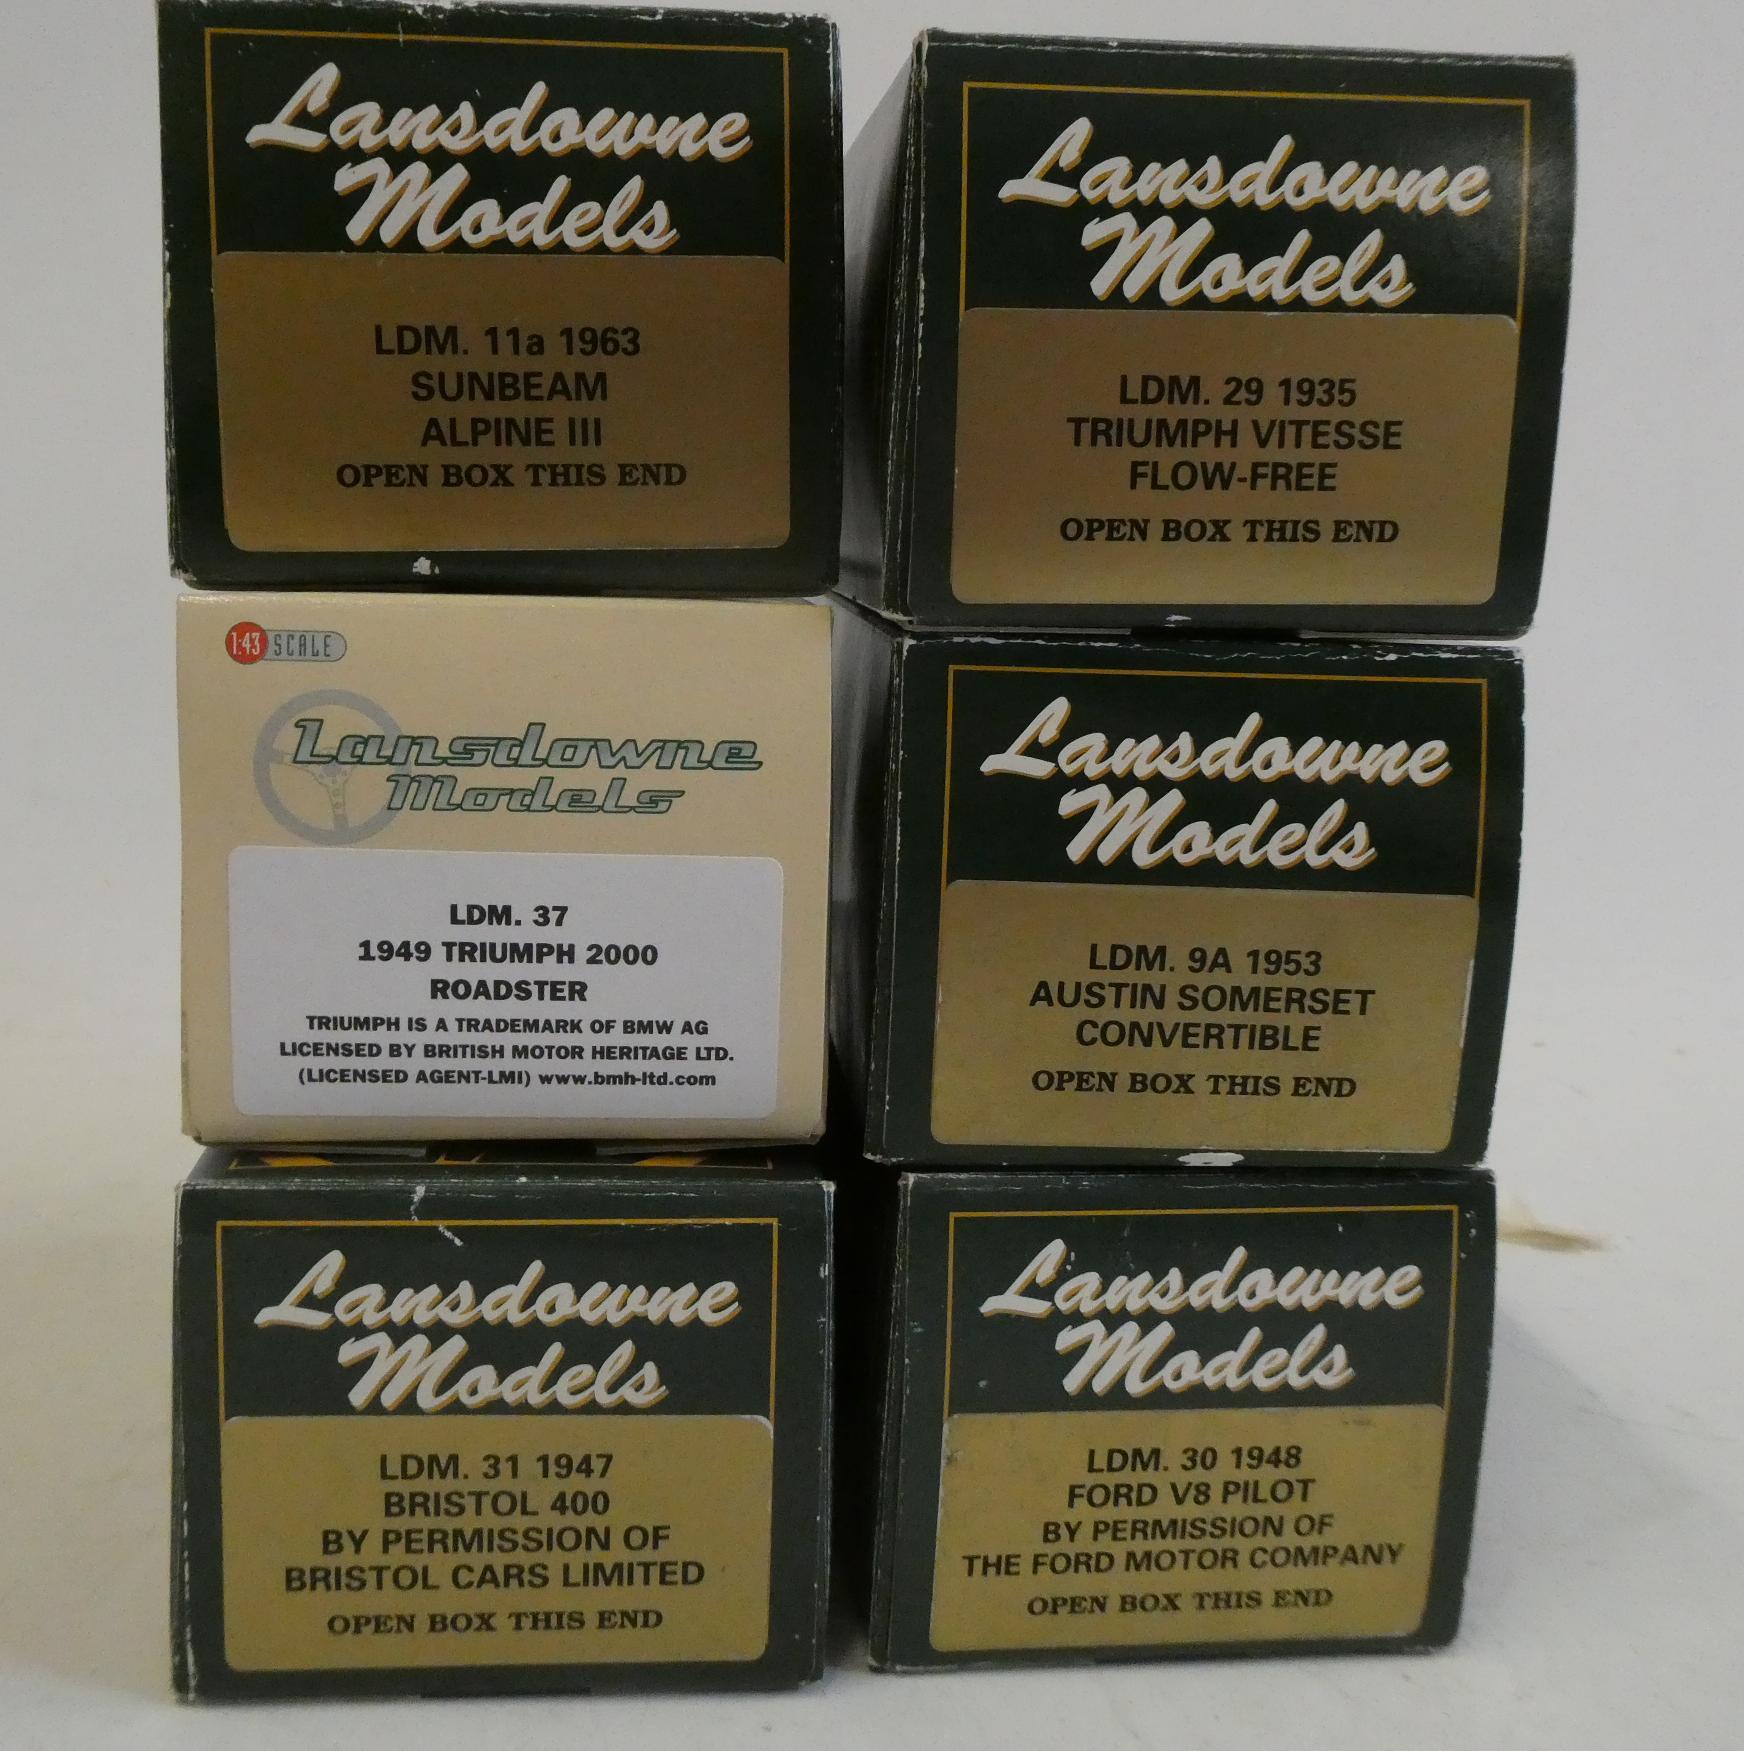 Lansdowne
Models
LDM. 11a 1963
SUNBEAM
ALPINE III
OPEN BOX THIS END
Lansdowne
Models
LDM. 29 1935
TRIUMPH VITESSE
FLOW-FREE
OPEN BOX THIS END
1:43 SCALE
Lansdowne
Models
LDM. 37
1949 TRIUMPH 2000
ROADSTER
TRIUMPH IS A TRADEMARK OF BMW AG
LICENSED BY BRITISH MOTOR HERITAGE LTD.
(LICENSED AGENT-LMI) www.bmh-ltd.com
Lansdowne
Models
LDM. 9A 1953
AUSTIN SOMERSET
CONVERTIBLE
OPEN BOX THIS END
Lansdowne
Models
LDM. 31 1947
BRISTOL 400
BY PERMISSION OF
BRISTOL CARS LIMITED
OPEN BOX THIS END
Lansdowne
Models
LDM. 30 1948
FORD V8 PILOT
BY PERMISSION OF
THE FORD MOTOR COMPANY
OPEN BOX THIS END